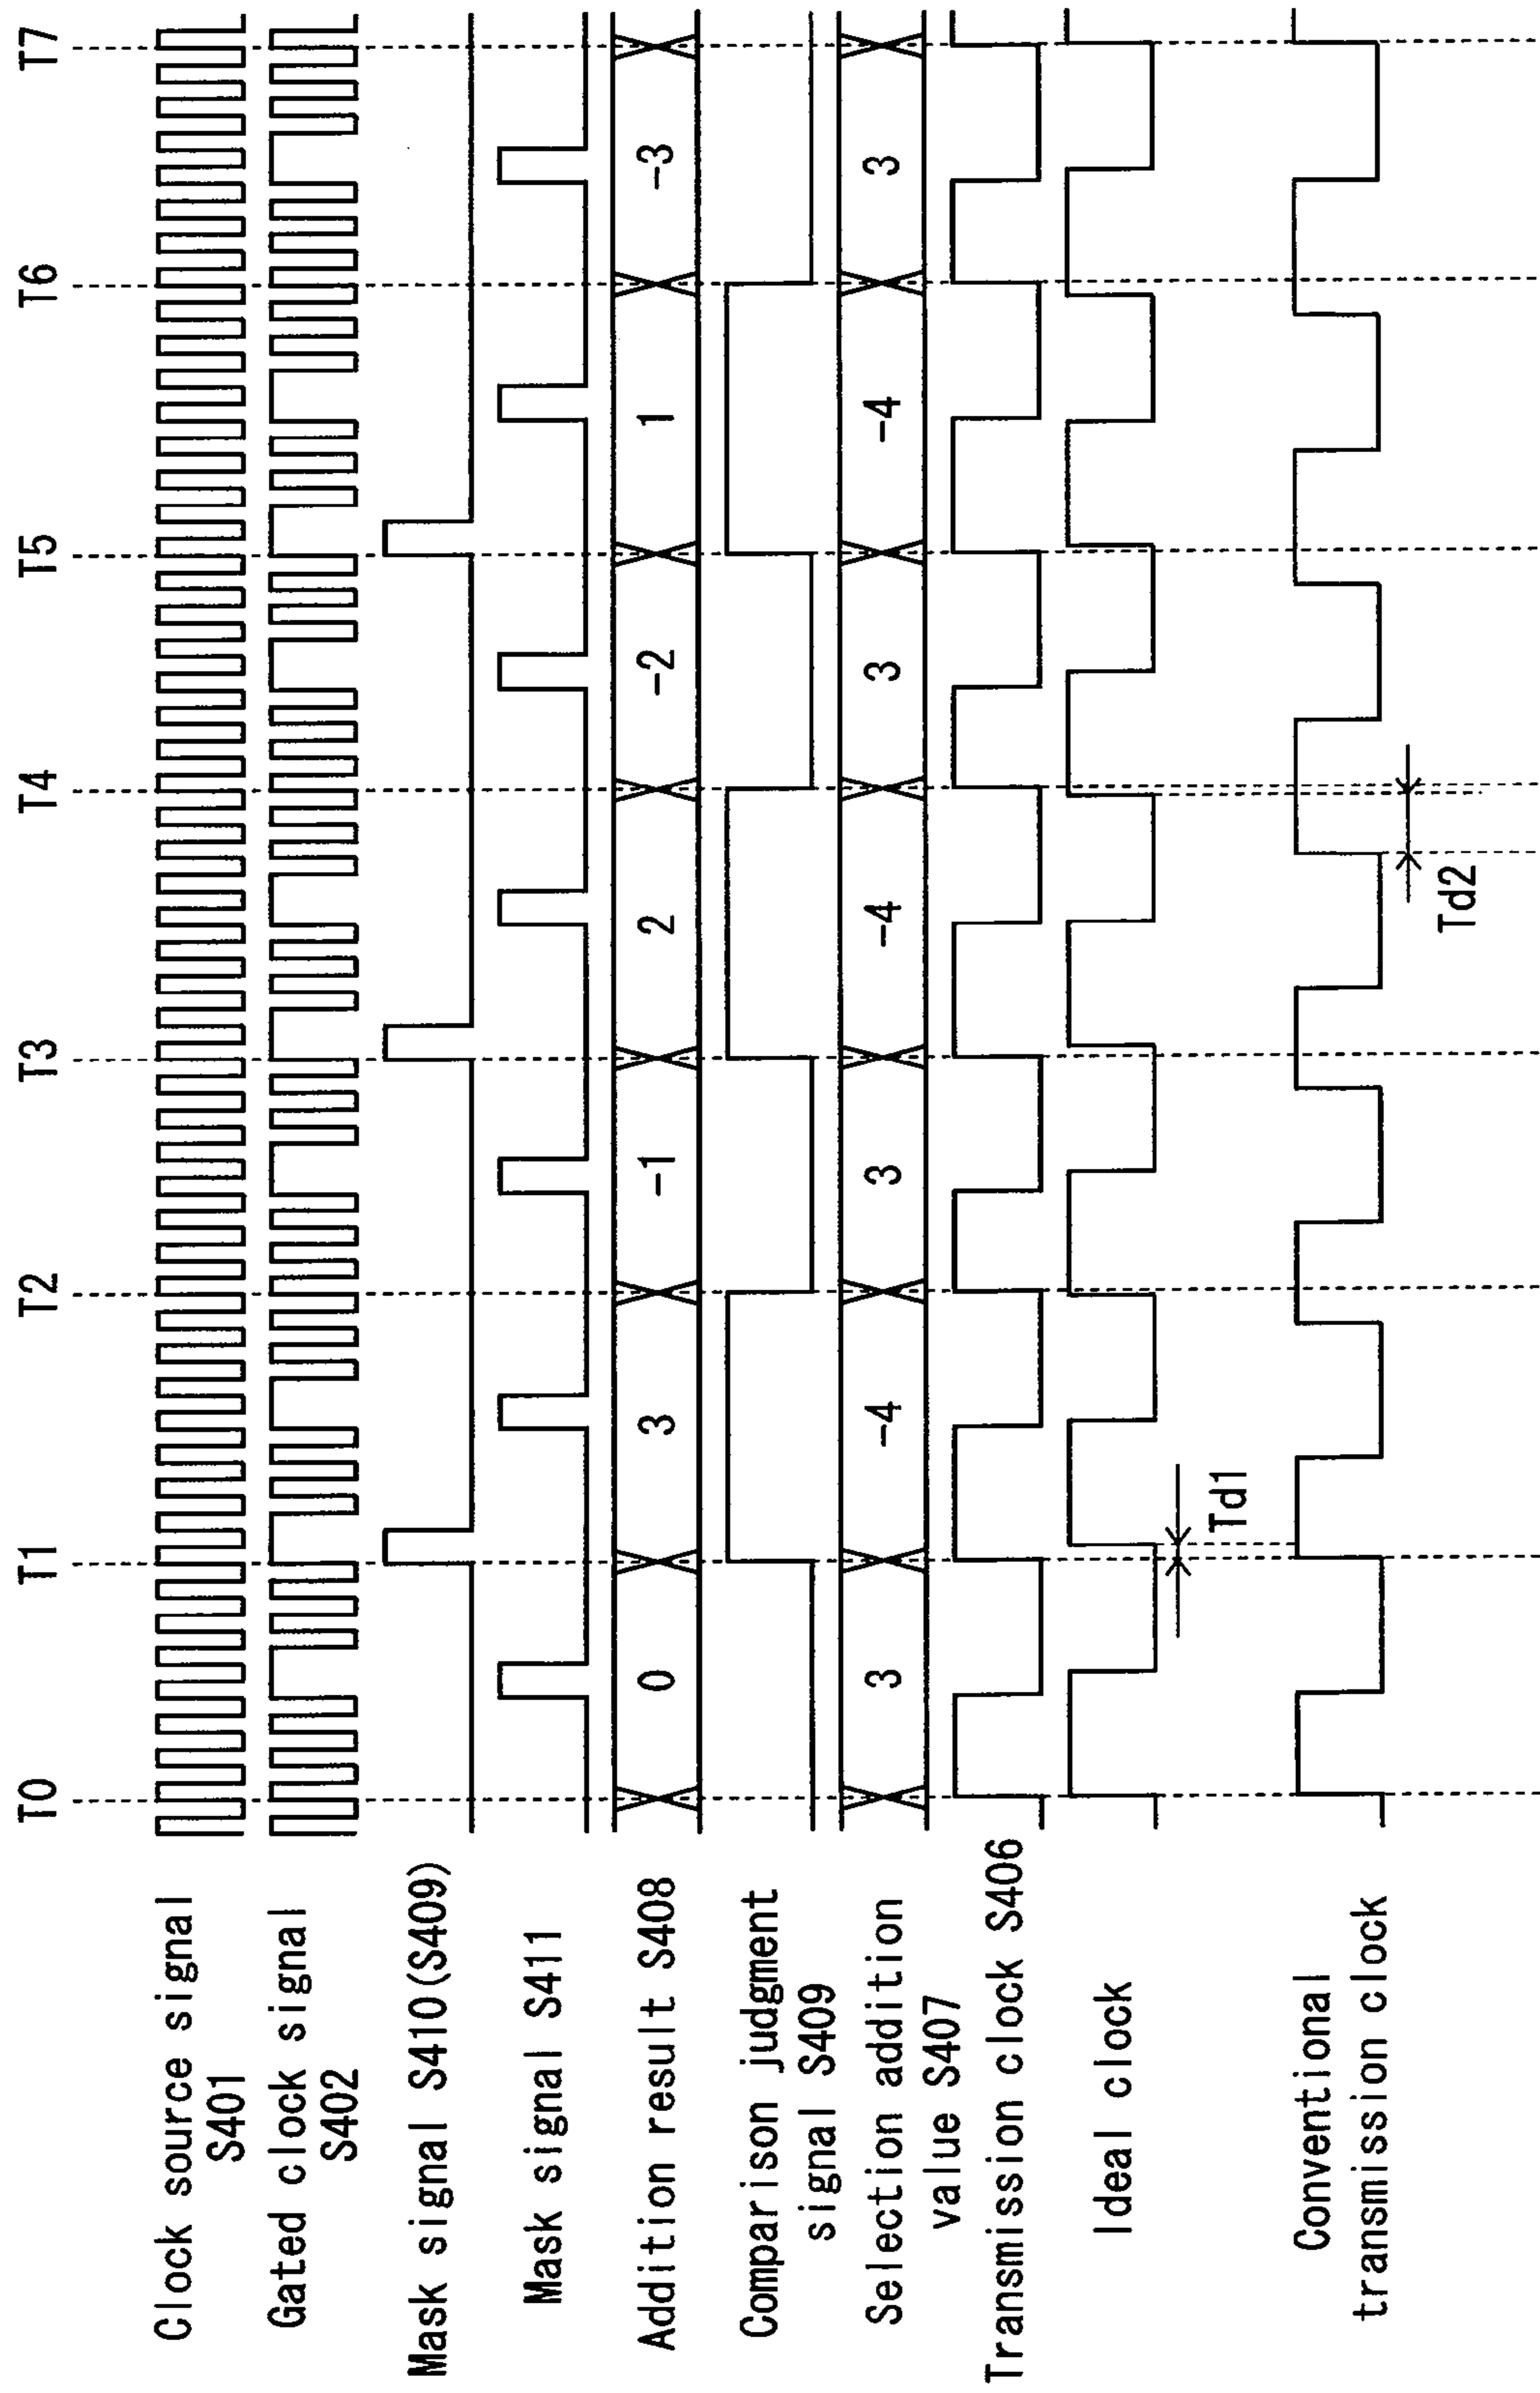 T0 T1 T2 T3 T4 T5 T6 T7
Clock source signal
S401
Gated clock signal
S402
Mask signal S410(S409)
Mask signal S411
Addition result S408
0 3 -1 2 -2 1 -3
Comparison judgment
signal S409
Selection addition
value S407
3 -4 3 -4 3 -4 3
Transmission clock S406
Ideal clock
Td1
Conventional
transmission clock
Td2